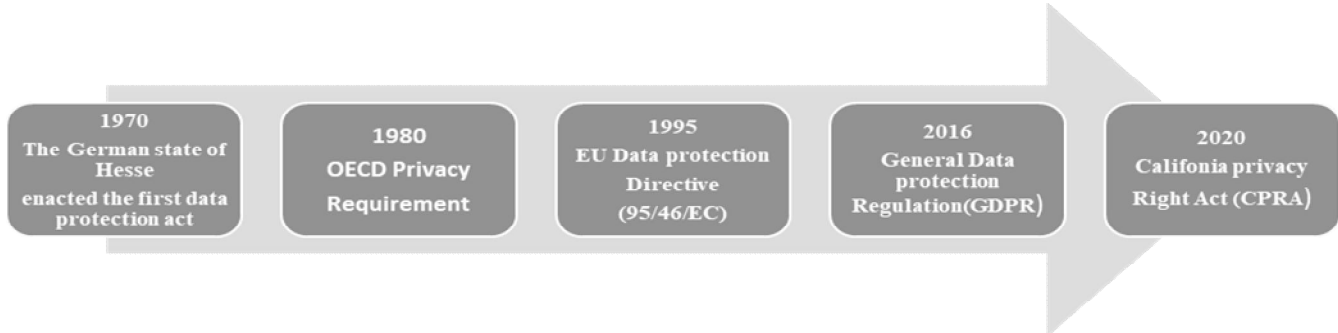 1970
The German state of
Hesse
enacted the first data
protection act
1980
OECD Privacy
Requirement
1995
EU Data protection
Directive
(95/46/EC)
2016
General Data
protection
Regulation(GDPR)
2020
Califonia privacy
Right Act (CPRA)